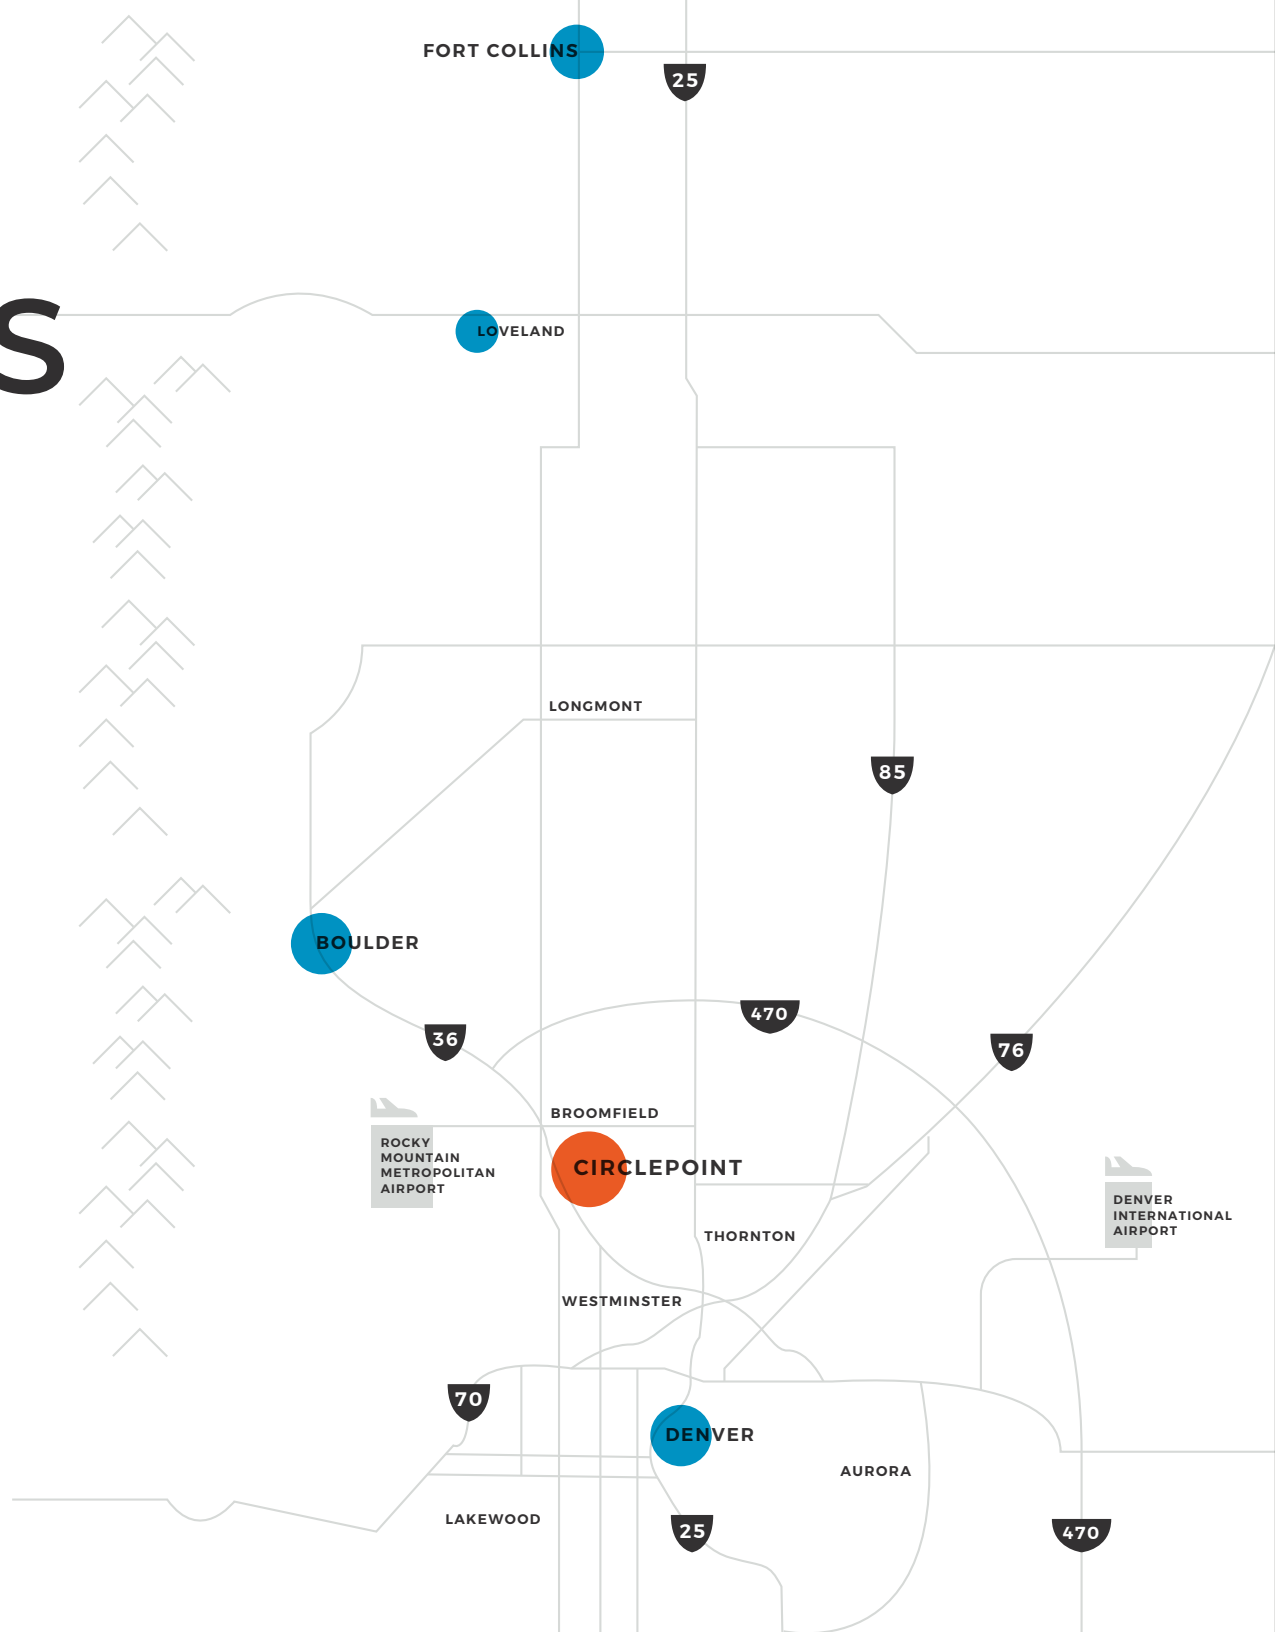 FORT COLLINS
25
S
LOVELAND
LONGMONT
85
BOULDER
470
36
76
BROOMFIELD
ROCKY
MOUNTAIN
METROPOLITAN
AIRPORT
CIRCLEPOINT
DENVER
INTERNATIONAL
AIRPORT
THORNTON
WESTMINSTER
70
DENVER
AURORA
LAKEWOOD
25
470